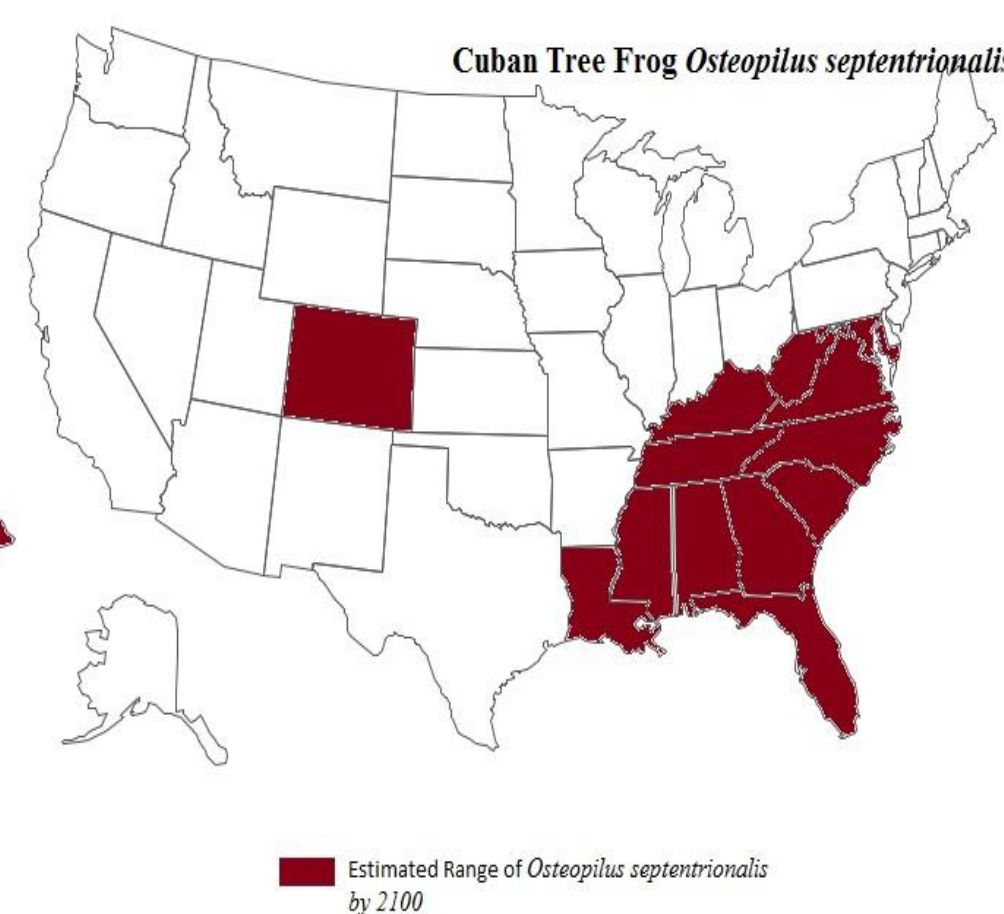 Cuban Tree Frog Osteopilus septentrionalis
Estimated Range of Osteopilus septentrionalis
by 2100